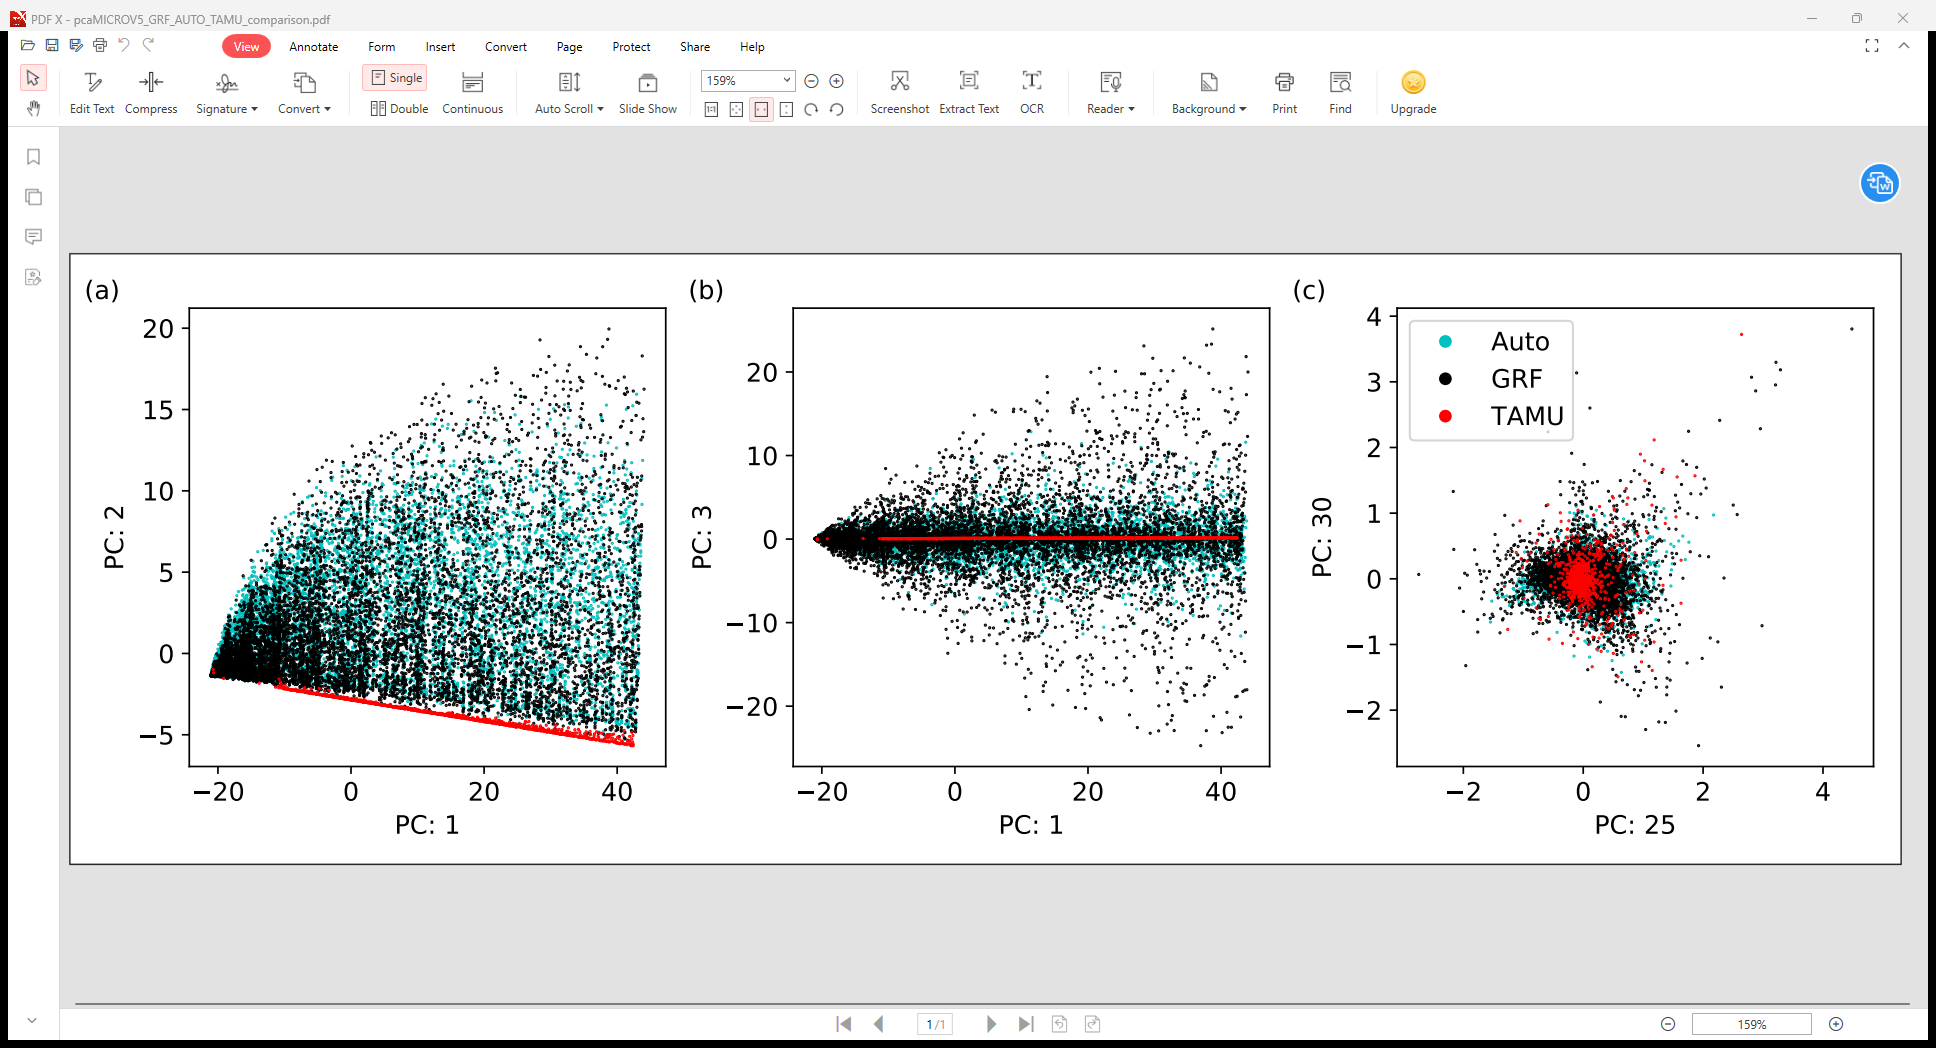 PDF X - pcaMICROV5_GRF_AUTO_TAMU_comparison.pdf
View Annotate Form Insert Convert Page Protect Share Help
Single
159%
Edit Text Compress Signature Convert Double Continuous Auto Scroll Slide Show Screenshot Extract Text OCR Reader Background Print Find Upgrade
(a)
20
15
10
5
0
−5
PC: 2
−20 0 20 40
PC: 1
(b)
20
10
0
−10
−20
PC: 3
−20 0 20 40
PC: 1
(c)
4
3
2
1
0
−1
−2
PC: 30
Auto
GRF
TAMU
−2 0 2 4
PC: 25
1/1
159%